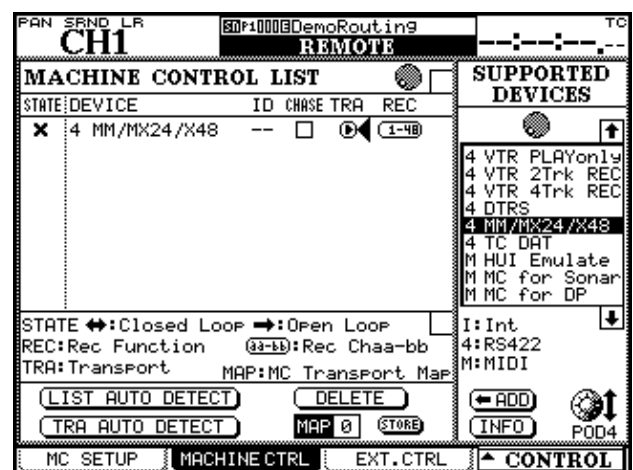 PAN SRND LR
CH1
SD P1000 E DemoRouting
REMOTE
TC
--:--:--.--
MACHINE CONTROL LIST
STATE DEVICE ID CHASE TRA REC
4 MM/MX24/X48 -- 1-48
STATE ↔:Closed Loop ➡:Open Loop
REC:Rec Function aa-bb:Rec Chaa-bb
TRA:Transport MAP:MC Transport Map
LIST AUTO DETECT DELETE
TRA AUTO DETECT MAP 0 STORE
SUPPORTED
DEVICES
4 VTR PLAYonly
4 VTR 2Trk REC
4 VTR 4Trk REC
4 DTRS
4 MM/MX24/X48
4 TC DAT
M HUI Emulate
M MC for Sonar
M MC for DP
I:Int
4:RS422
M:MIDI
ADD
INFO
POD4
MC SETUP MACHINE CTRL EXT.CTRL CONTROL